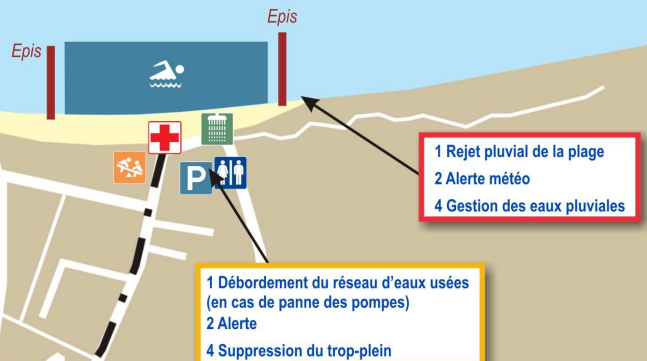 Epis
Epis
1 Rejet pluvial de la plage
2 Alerte météo
4 Gestion des eaux pluviales
P
1 Débordement du réseau d'eaux usées
(en cas de panne des pompes)
2 Alerte
4 Suppression du trop-plein